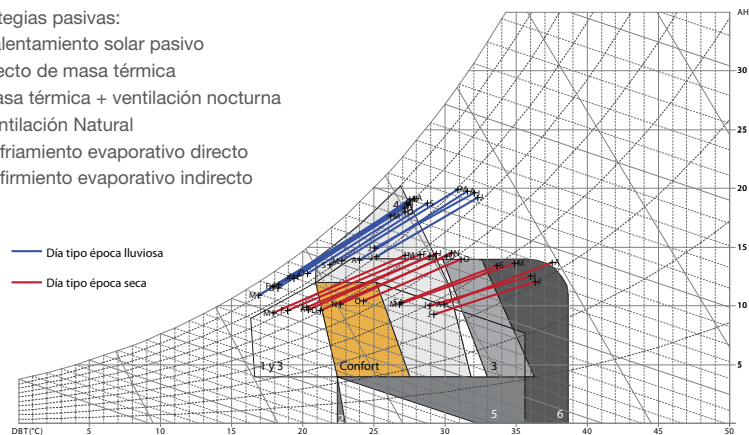 tegias pasivas:
alentamiento solar pasivo
ecto de masa térmica
asa térmica + ventilación nocturna
ntilación Natural
friamiento evaporativo directo
firmiento evaporativo indirecto
Día tipo época lluviosa
Día tipo época seca
AH
30
25
20
15
10
5
4
1 y 3
Confort
3
2
5
6
DBT(°C)
5
10
15
20
25
30
35
40
45
50